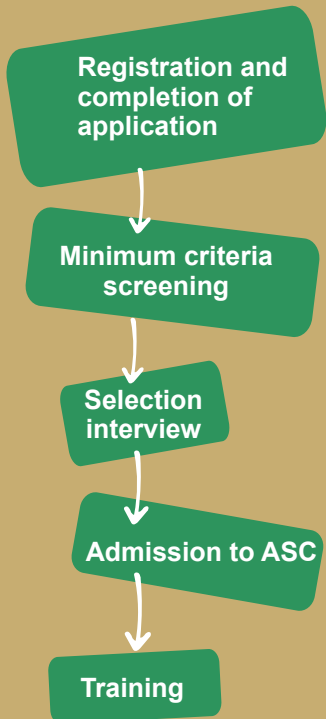 Registration and
completion of
application
Minimum criteria
screening
Selection
interview
Admission to ASC
Training